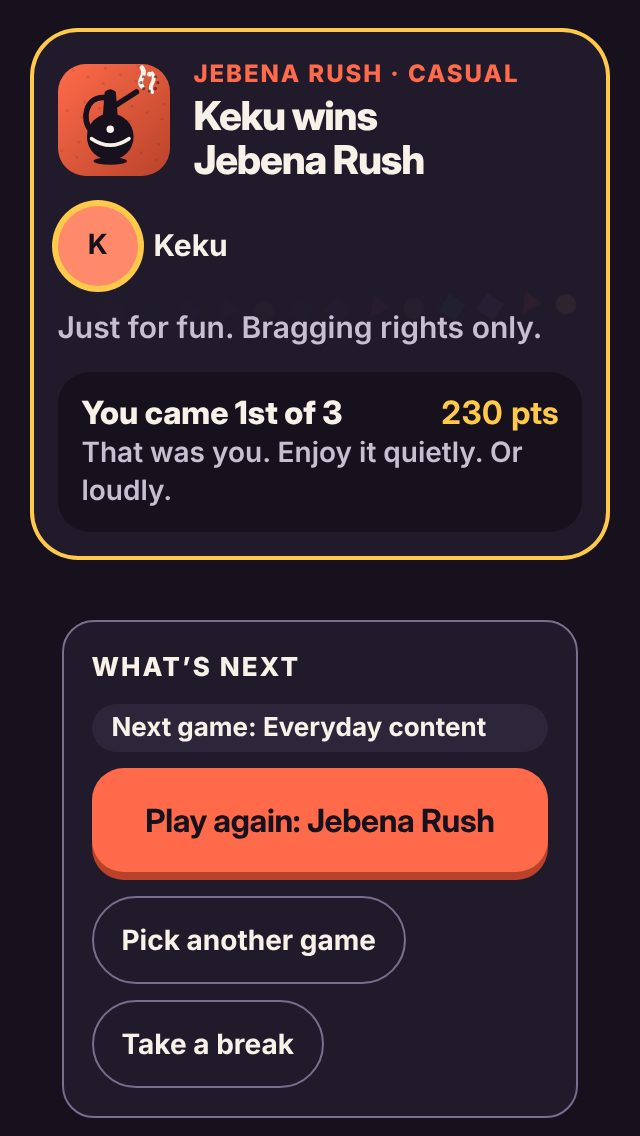 JEBENA RUSH · CASUAL
Keku wins
Jebena Rush
K
Keku
Just for fun. Bragging rights only.
You came 1st of 3
230 pts
That was you. Enjoy it quietly. Or
loudly.
WHAT’S NEXT
Next game: Everyday content
Play again: Jebena Rush
Pick another game
Take a break